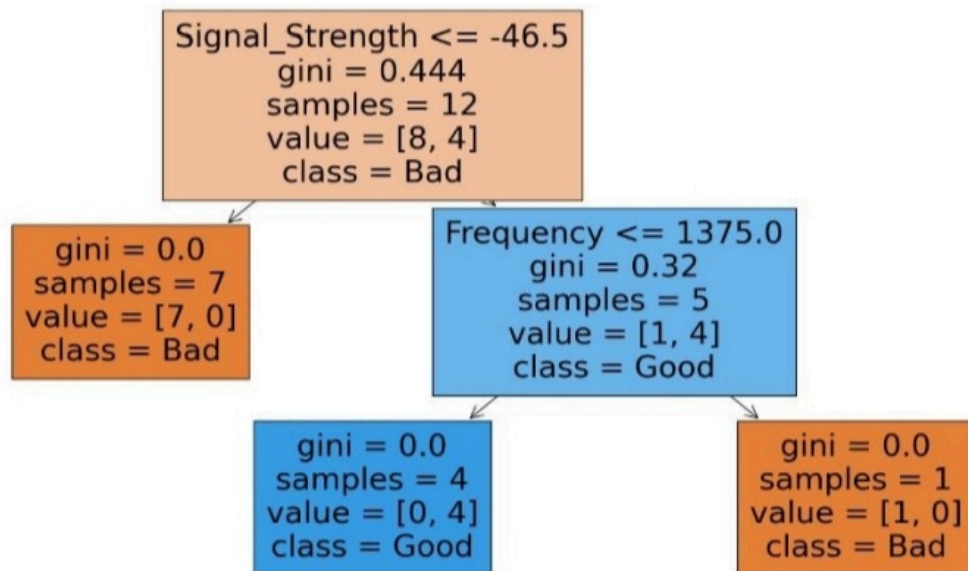 Signal_Strength <= -46.5
gini = 0.444
samples = 12
value = [8, 4]
class = Bad
gini = 0.0
samples = 7
value = [7, 0]
class = Bad
Frequency <= 1375.0
gini = 0.32
samples = 5
value = [1, 4]
class = Good
gini = 0.0
samples = 4
value = [0, 4]
class = Good
gini = 0.0
samples = 1
value = [1, 0]
class = Bad